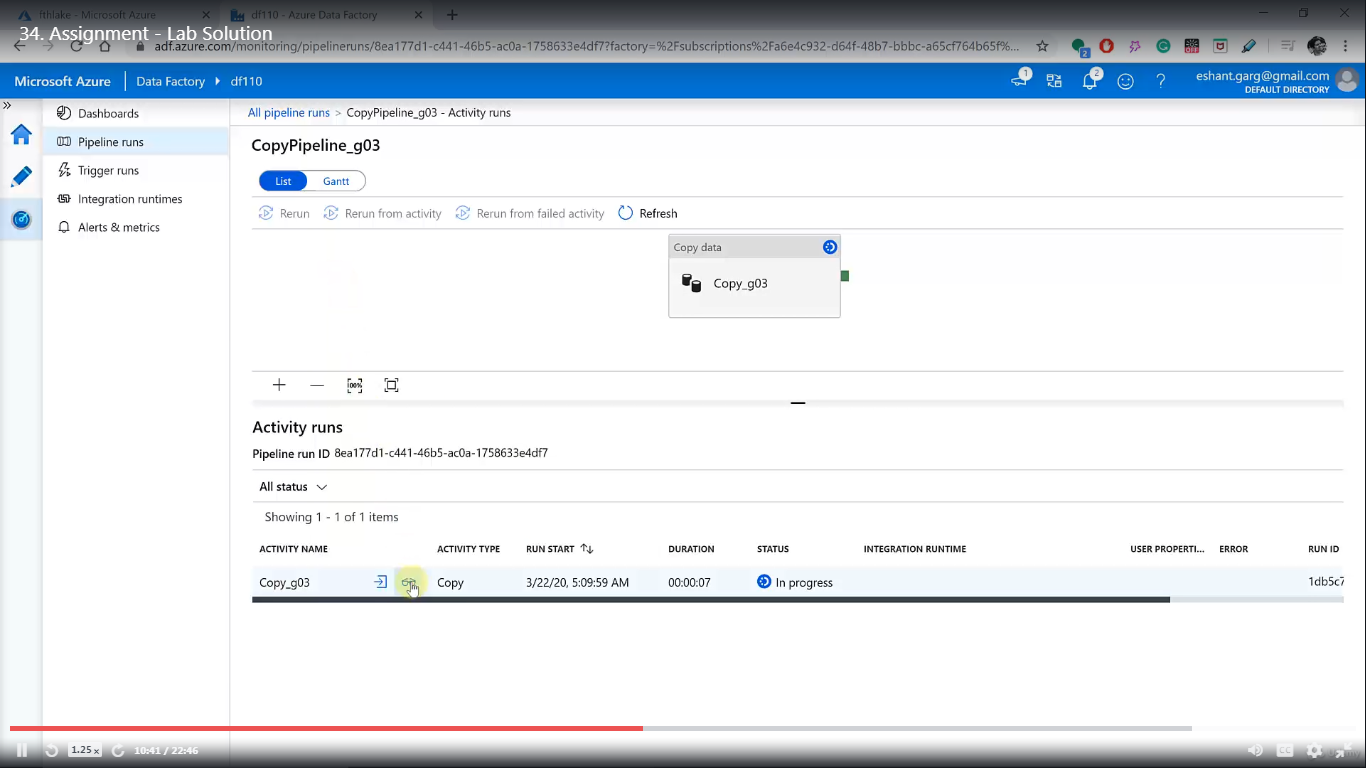 fthlake - Microsoft Azure
df110 - Azure Data Factory
34. Assignment - Lab Solution
adf.azure.com/monitoring/pipelineruns/8ea177d1-c441-46b5-ac0a-1758633e4df7?factory=%2Fsubscriptions%2Fa6e4c932-d64f-48b7-bbbc-a65cf764b65f%...
2
OFF
Microsoft Azure
Data Factory
df110
1
2
eshant.garg@gmail.com
DEFAULT DIRECTORY
Dashboards
Pipeline runs
Trigger runs
Integration runtimes
Alerts & metrics
All pipeline runs > CopyPipeline_g03 - Activity runs
CopyPipeline_g03
List
Gantt
Rerun
Rerun from activity
Rerun from failed activity
Refresh
Copy data
Copy_g03
100%
Activity runs
Pipeline run ID 8ea177d1-c441-46b5-ac0a-1758633e4df7
All status
Showing 1 - 1 of 1 items
ACTIVITY NAME ACTIVITY TYPE RUN START DURATION STATUS INTEGRATION RUNTIME USER PROPERTI... ERROR RUN ID
Copy_g03 Copy 3/22/20, 5:09:59 AM 00:00:07 In progress 1db5c7
1.25x
10:41 / 22:46
CC